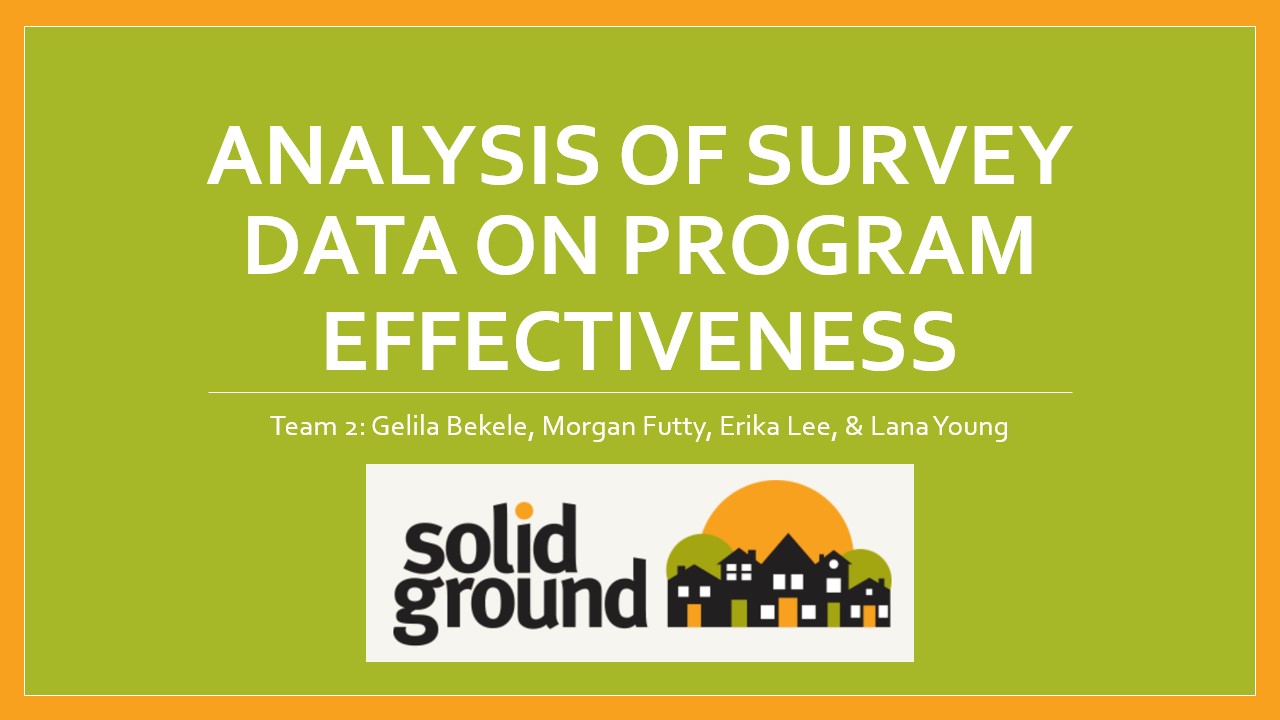 ANALYSIS OF SURVEY
DATA ON PROGRAM
EFFECTIVENESS
Team 2: Gelila Bekele, Morgan Futty, Erika Lee, & Lana Young
solid
ground